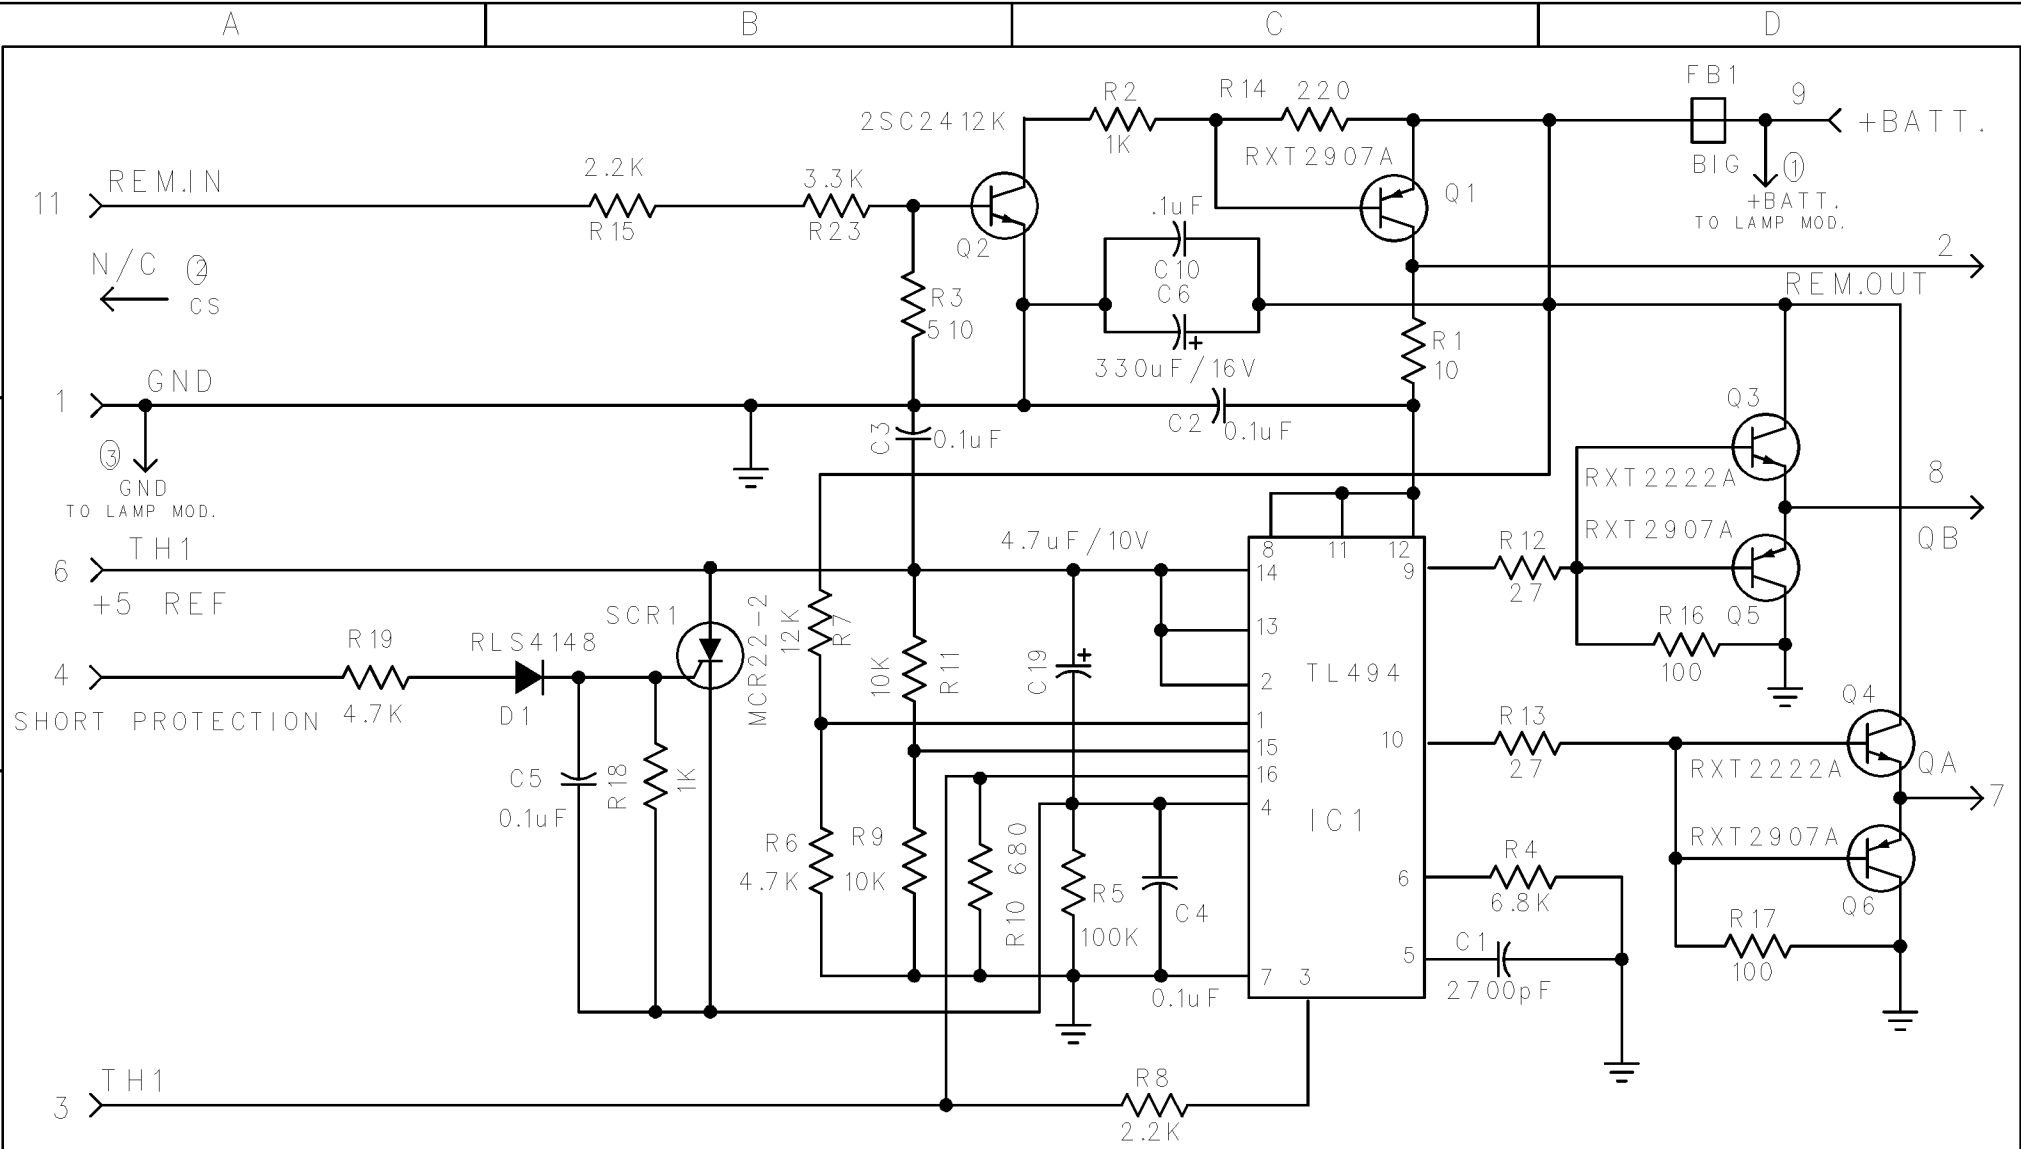 A B C D
FB1
R2 R14 220 9
2SC2412K +BATT.
1K RXT2907A BIG ①
2.2K 3.3K
REM.IN
11 Q1
+BATT.
TO LAMP MOD.
R15 R23 .1uF
Q2
N/C ② C10 2
CS C6 REM.OUT
R3
510 R1
330uF/16V 10
GND
1 Q3
C3 0.1uF C2 0.1uF
③ 8
GND RXT2222A
TO LAMP MOD.
RXT2907A QB
TH1 4.7uF/10V 8 11 12 R12
6 14 9
+5 REF 27
SCR1 MCR22-2 12K R7 R16 Q5
R19 RLS4148 13
4 10K R11 C19 TL494 100
2
SHORT PROTECTION 4.7K D1 Q4
1 R13
15 10
C5 R18 1K 16 27 RXT2222A QA
0.1uF 4 7
IC1
R6 R9 R10 680 RXT2907A
4.7K 10K R5 C4 6 R4
6.8K Q6
100K R17
C1
7 3 5 100
0.1uF 2700pF
TH1 R8
3
2.2K